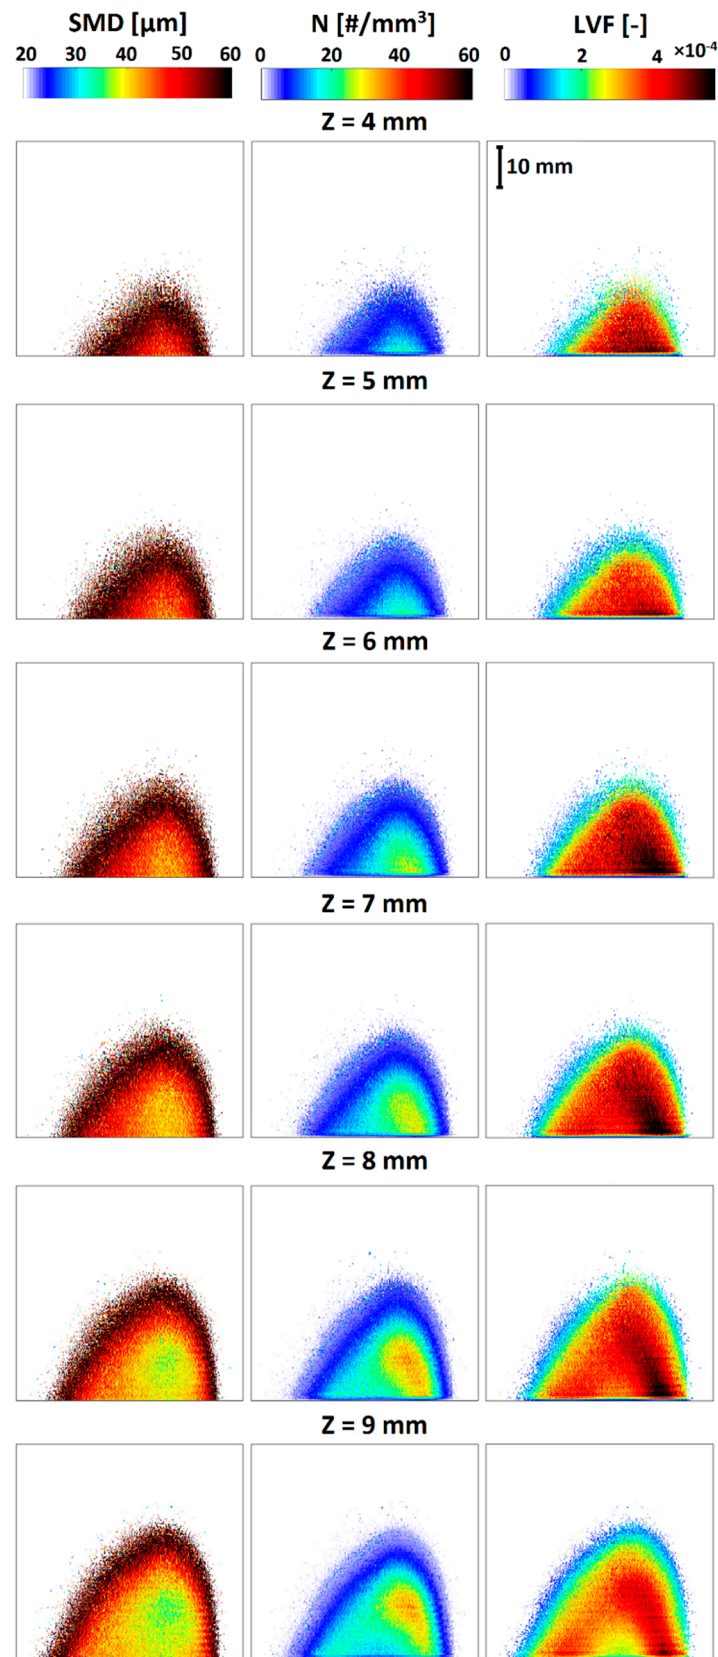 SMD [µm] N [#/mm³] LVF [-]
20 30 40 50 60 0 20 40 60 0 2 4 ×10⁻⁴
Z = 4 mm
10 mm
Z = 5 mm
Z = 6 mm
Z = 7 mm
Z = 8 mm
Z = 9 mm